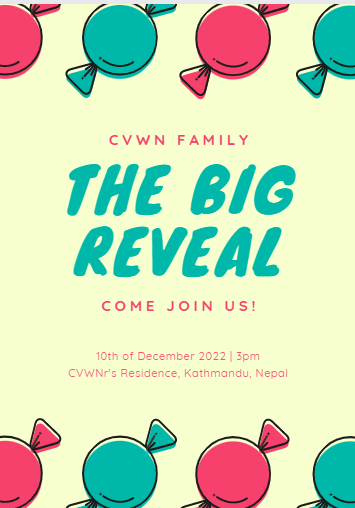 CVWN FAMILY
THE BIG
REVEAL
COME JOIN US!
10th of December 2022 | 3pm
CVWNr's Residence, Kathmandu, Nepal